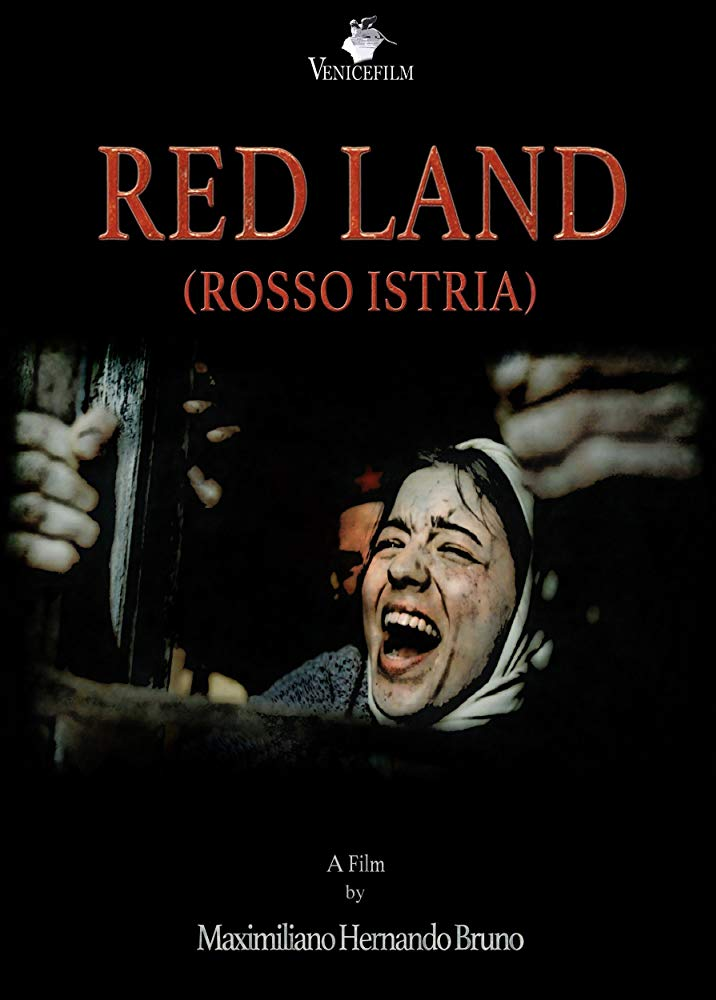 VENICEFILM
RED LAND
(ROSSO ISTRIA)
A Film
by
Maximiliano Hernando Bruno